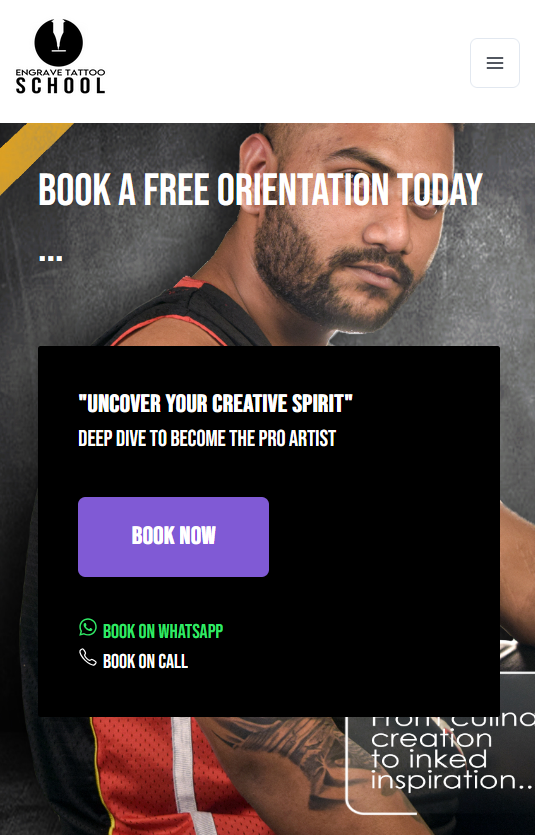 ENGRAVE TATTOO
SCHOOL
BOOK A FREE ORIENTATION TODAY
...
"UNCOVER YOUR CREATIVE SPIRIT"
DEEP DIVE TO BECOME THE PRO ARTIST
BOOK NOW
BOOK ON WHATSAPP
BOOK ON CALL
From
creation
to inked
inspiration...